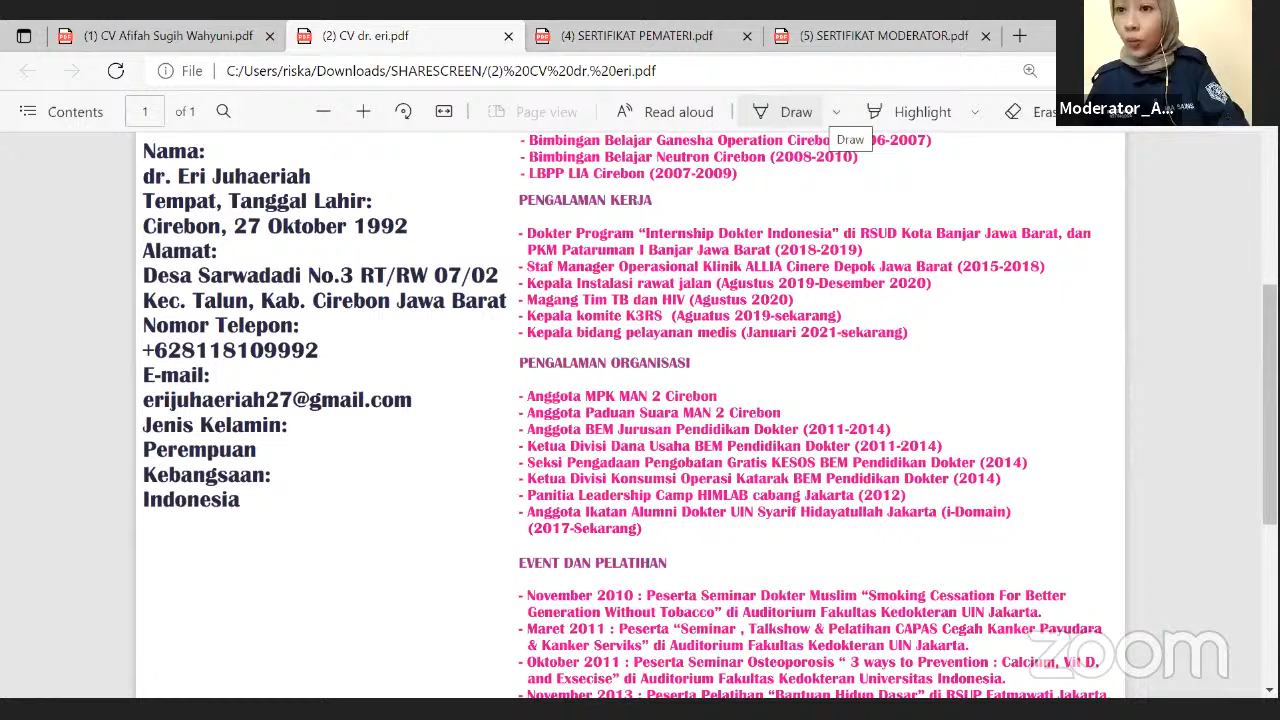 (1) CV Afifah Sugih Wahyuni.pdf
(2) CV dr. eri.pdf
(4) SERTIFIKAT PEMATERI.pdf
(5) SERTIFIKAT MODERATOR.pdf
File
C:/Users/riska/Downloads/SHARESCREEN/(2)%20CV%20dr.%20eri.pdf
Contents
1
of 1
Page view
Read aloud
Draw
Highlight
Moderator_A...
Draw
Nama:
dr. Eri Juhaeriah
Tempat, Tanggal Lahir:
Cirebon, 27 Oktober 1992
Alamat:
Desa Sarwadadi No.3 RT/RW 07/02
Kec. Talun, Kab. Cirebon Jawa Barat
Nomor Telepon:
+628118109992
E-mail:
erijuhaeriah27@gmail.com
Jenis Kelamin:
Perempuan
Kebangsaan:
Indonesia
- Bimbingan Belajar Ganesha Operation
- Bimbingan Belajar Neutron Cirebon (2008-2010)
- LBPP LIA Cirebon (2007-2009)
PENGALAMAN KERJA
- Dokter Program “Internship Dokter Indonesia” di RSUD Kota Banjar Jawa Barat, dan
PKM Pataruman I Banjar Jawa Barat (2018-2019)
- Staf Manager Operasional Klinik ALLIA Cinere Depok Jawa Barat (2015-2018)
- Kepala Instalasi rawat jalan (Agustus 2019-Desember 2020)
- Magang Tim TB dan HIV (Agustus 2020)
- Kepala komite K3RS (Aguatus 2019-sekarang)
- Kepala bidang pelayanan medis (Januari 2021-sekarang)
PENGALAMAN ORGANISASI
- Anggota MPK MAN 2 Cirebon
- Anggota Paduan Suara MAN 2 Cirebon
- Anggota BEM Jurusan Pendidikan Dokter (2011-2014)
- Ketua Divisi Dana Usaha BEM Pendidikan Dokter (2011-2014)
- Seksi Pengadaan Pengobatan Gratis KESOS BEM Pendidikan Dokter (2014)
- Ketua Divisi Konsumsi Operasi Katarak BEM Pendidikan Dokter (2014)
- Panitia Leadership Camp HIMLAB cabang Jakarta (2012)
- Anggota Ikatan Alumni Dokter UIN Syarif Hidayatullah Jakarta (i-Domain)
(2017-Sekarang)
EVENT DAN PELATIHAN
- November 2010 : Peserta Seminar Dokter Muslim “Smoking Cessation For Better
Generation Without Tobacco” di Auditorium Fakultas Kedokteran UIN Jakarta.
- Maret 2011 : Peserta “Seminar , Talkshow & Pelatihan CAPAS Cegah Kanker Payudara
& Kanker Serviks” di Auditorium Fakultas Kedokteran UIN Jakarta.
- Oktober 2011 : Peserta Seminar Osteoporosis “ 3 ways to Prevention : Calcium, Vit D,
and Exsecise” di Auditorium Fakultas Kedokteran Universitas Indonesia.
- November 2013 : Peserta Pelatihan “Bantuan Hidup Dasar” di RSUP Fatmawati Jakarta
zoom